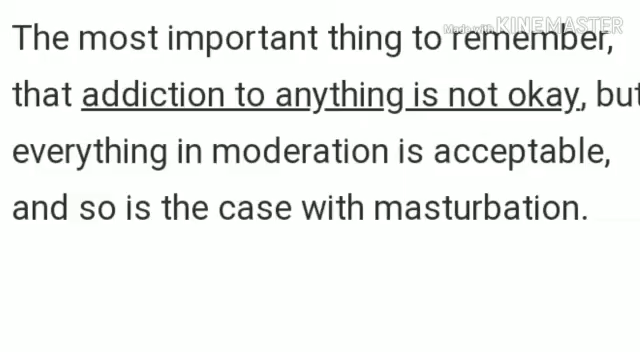 Made with KINEMASTER
The most important thing to remember,
that addiction to anything is not okay, but
everything in moderation is acceptable,
and so is the case with masturbation.